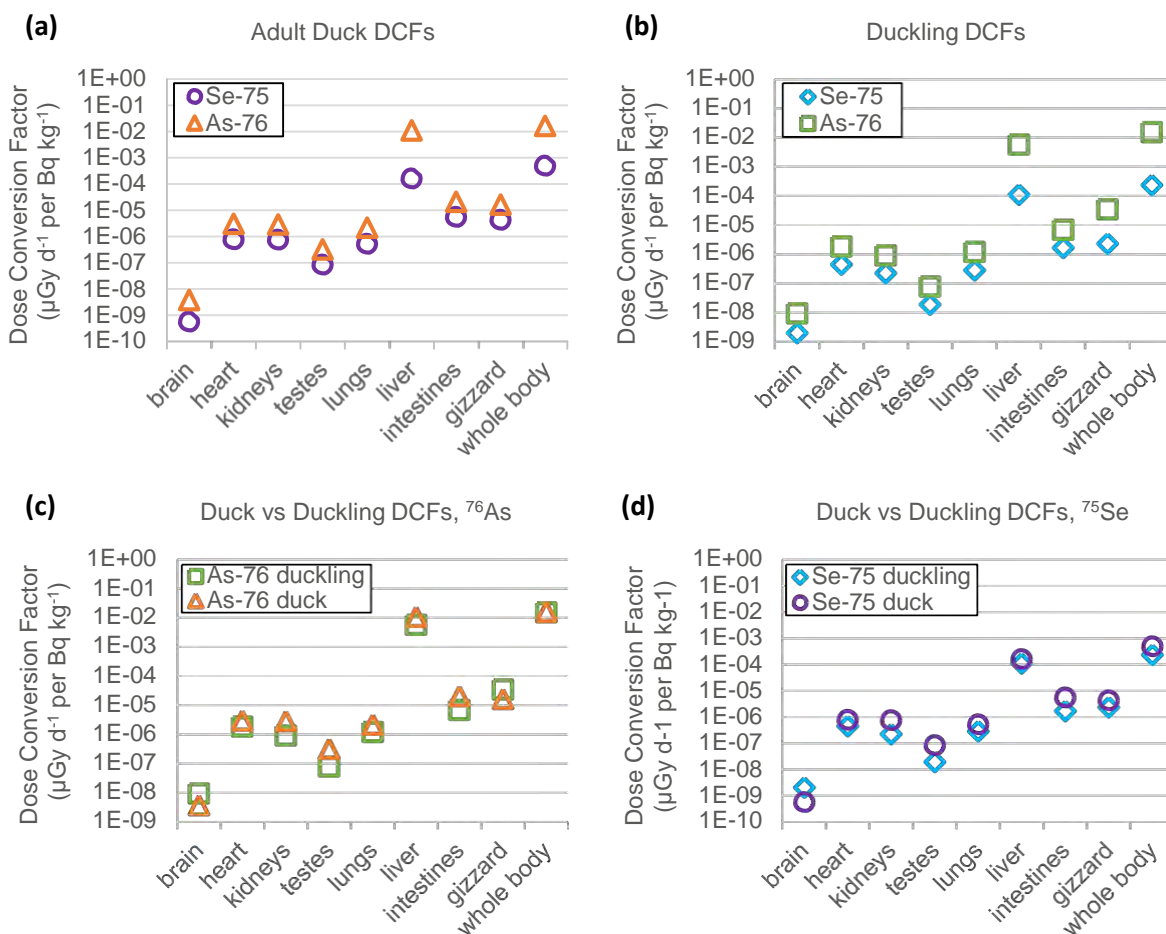 (a)
Adult Duck DCFs
Dose Conversion Factor
(μGy d-1 per Bq kg-1)
1E+00
1E-01
1E-02
1E-03
1E-04
1E-05
1E-06
1E-07
1E-08
1E-09
1E-10
Se-75
As-76
brain
heart
kidneys
testes
lungs
liver
intestines
gizzard
whole body
(b)
Duckling DCFs
Dose Conversion Factor
(μGy d-1 per Bq kg-1)
1E+00
1E-01
1E-02
1E-03
1E-04
1E-05
1E-06
1E-07
1E-08
1E-09
Se-75
As-76
brain
heart
kidneys
testes
lungs
liver
intestines
gizzard
whole body
(c)
Duck vs Duckling DCFs, 76As
Dose Conversion Factor
(μGy d-1 per Bq kg-1)
1E+00
1E-01
1E-02
1E-03
1E-04
1E-05
1E-06
1E-07
1E-08
1E-09
As-76 duckling
As-76 duck
brain
heart
kidneys
testes
lungs
liver
intestines
gizzard
whole body
(d)
Duck vs Duckling DCFs, 75Se
Dose Conversion Factor
(μGy d-1 per Bq kg-1)
1E+00
1E-01
1E-02
1E-03
1E-04
1E-05
1E-06
1E-07
1E-08
1E-09
1E-10
Se-75 duckling
Se-75 duck
brain
heart
kidneys
testes
lungs
liver
intestines
gizzard
whole body